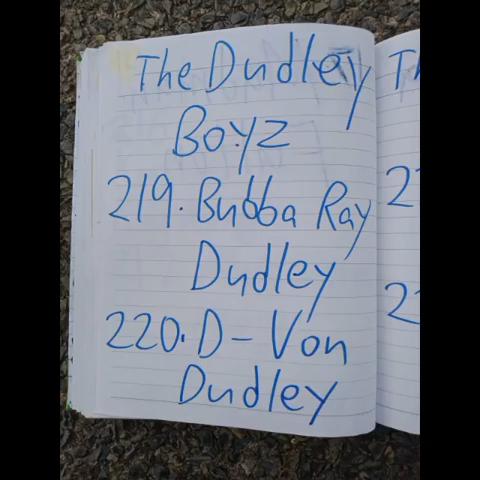 The Dudley
Boyz
219. Bubba Ray
Dudley
220. D-Von
Dudley